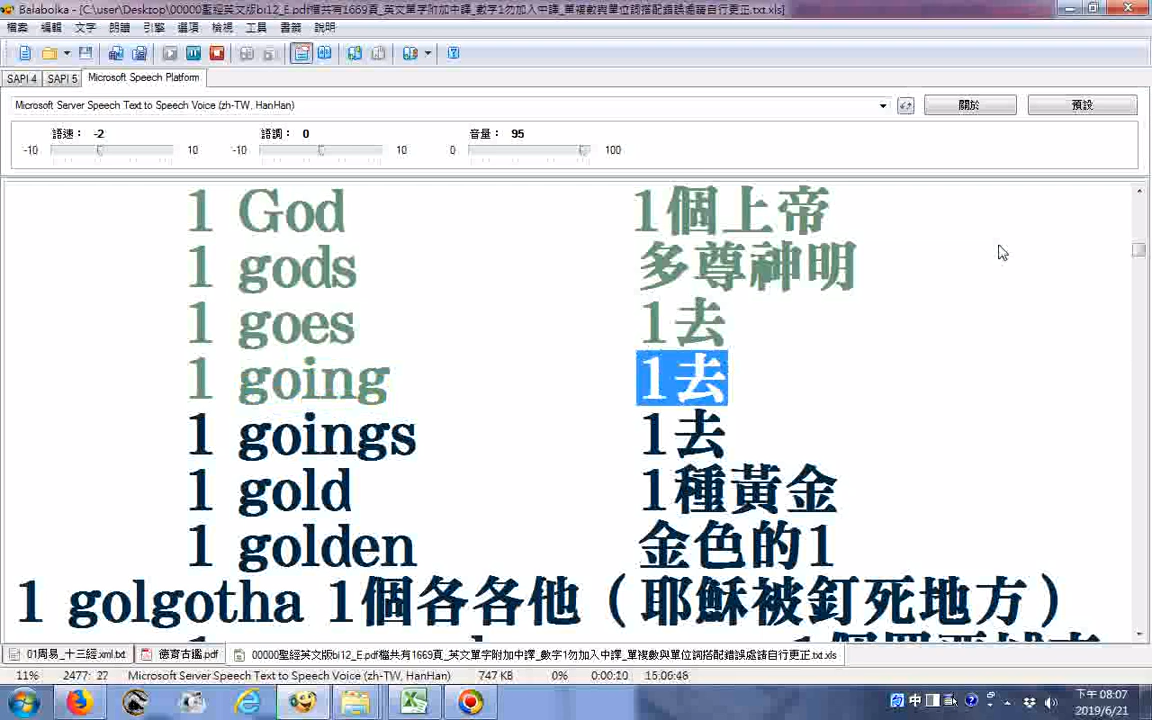 Balabolka - [C:\user\Desktop\00000聖經英文版bi12_E.pdf檔共有1669頁_英文單字附加中譯_數字1勿加入中譯_單複數與單位詞搭配錯誤處請自行更正.txt.xls]
檔案 編輯 文字 朗讀 引擎 選項 檢視 工具 書籤 說明
SAPI 4 SAPI 5 Microsoft Speech Platform
Microsoft Server Speech Text to Speech Voice (zh-TW, HanHan) 關於 預設
語速： -2 語調： 0 音量： 95
-10 10 -10 10 0 100
1 God 1個上帝
1 gods 多尊神明
1 goes 1去
1 going 1去
1 goings 1去
1 gold 1種黃金
1 golden 金色的1
1 golgotha 1個各各他（耶穌被釘死地方）
01周易_十三經.xml.txt 德育古鑑.pdf 00000聖經英文版bi12_E.pdf檔共有1669頁_英文單字附加中譯_數字1勿加入中譯_單複數與單位詞搭配錯誤處請自行更正.txt.xls
11% 2477: 27 Microsoft Server Speech Text to Speech Voice (zh-TW, HanHan) 747 KB 0% 0:00:10 15:06:48
中 下午 08:07
2019/6/21